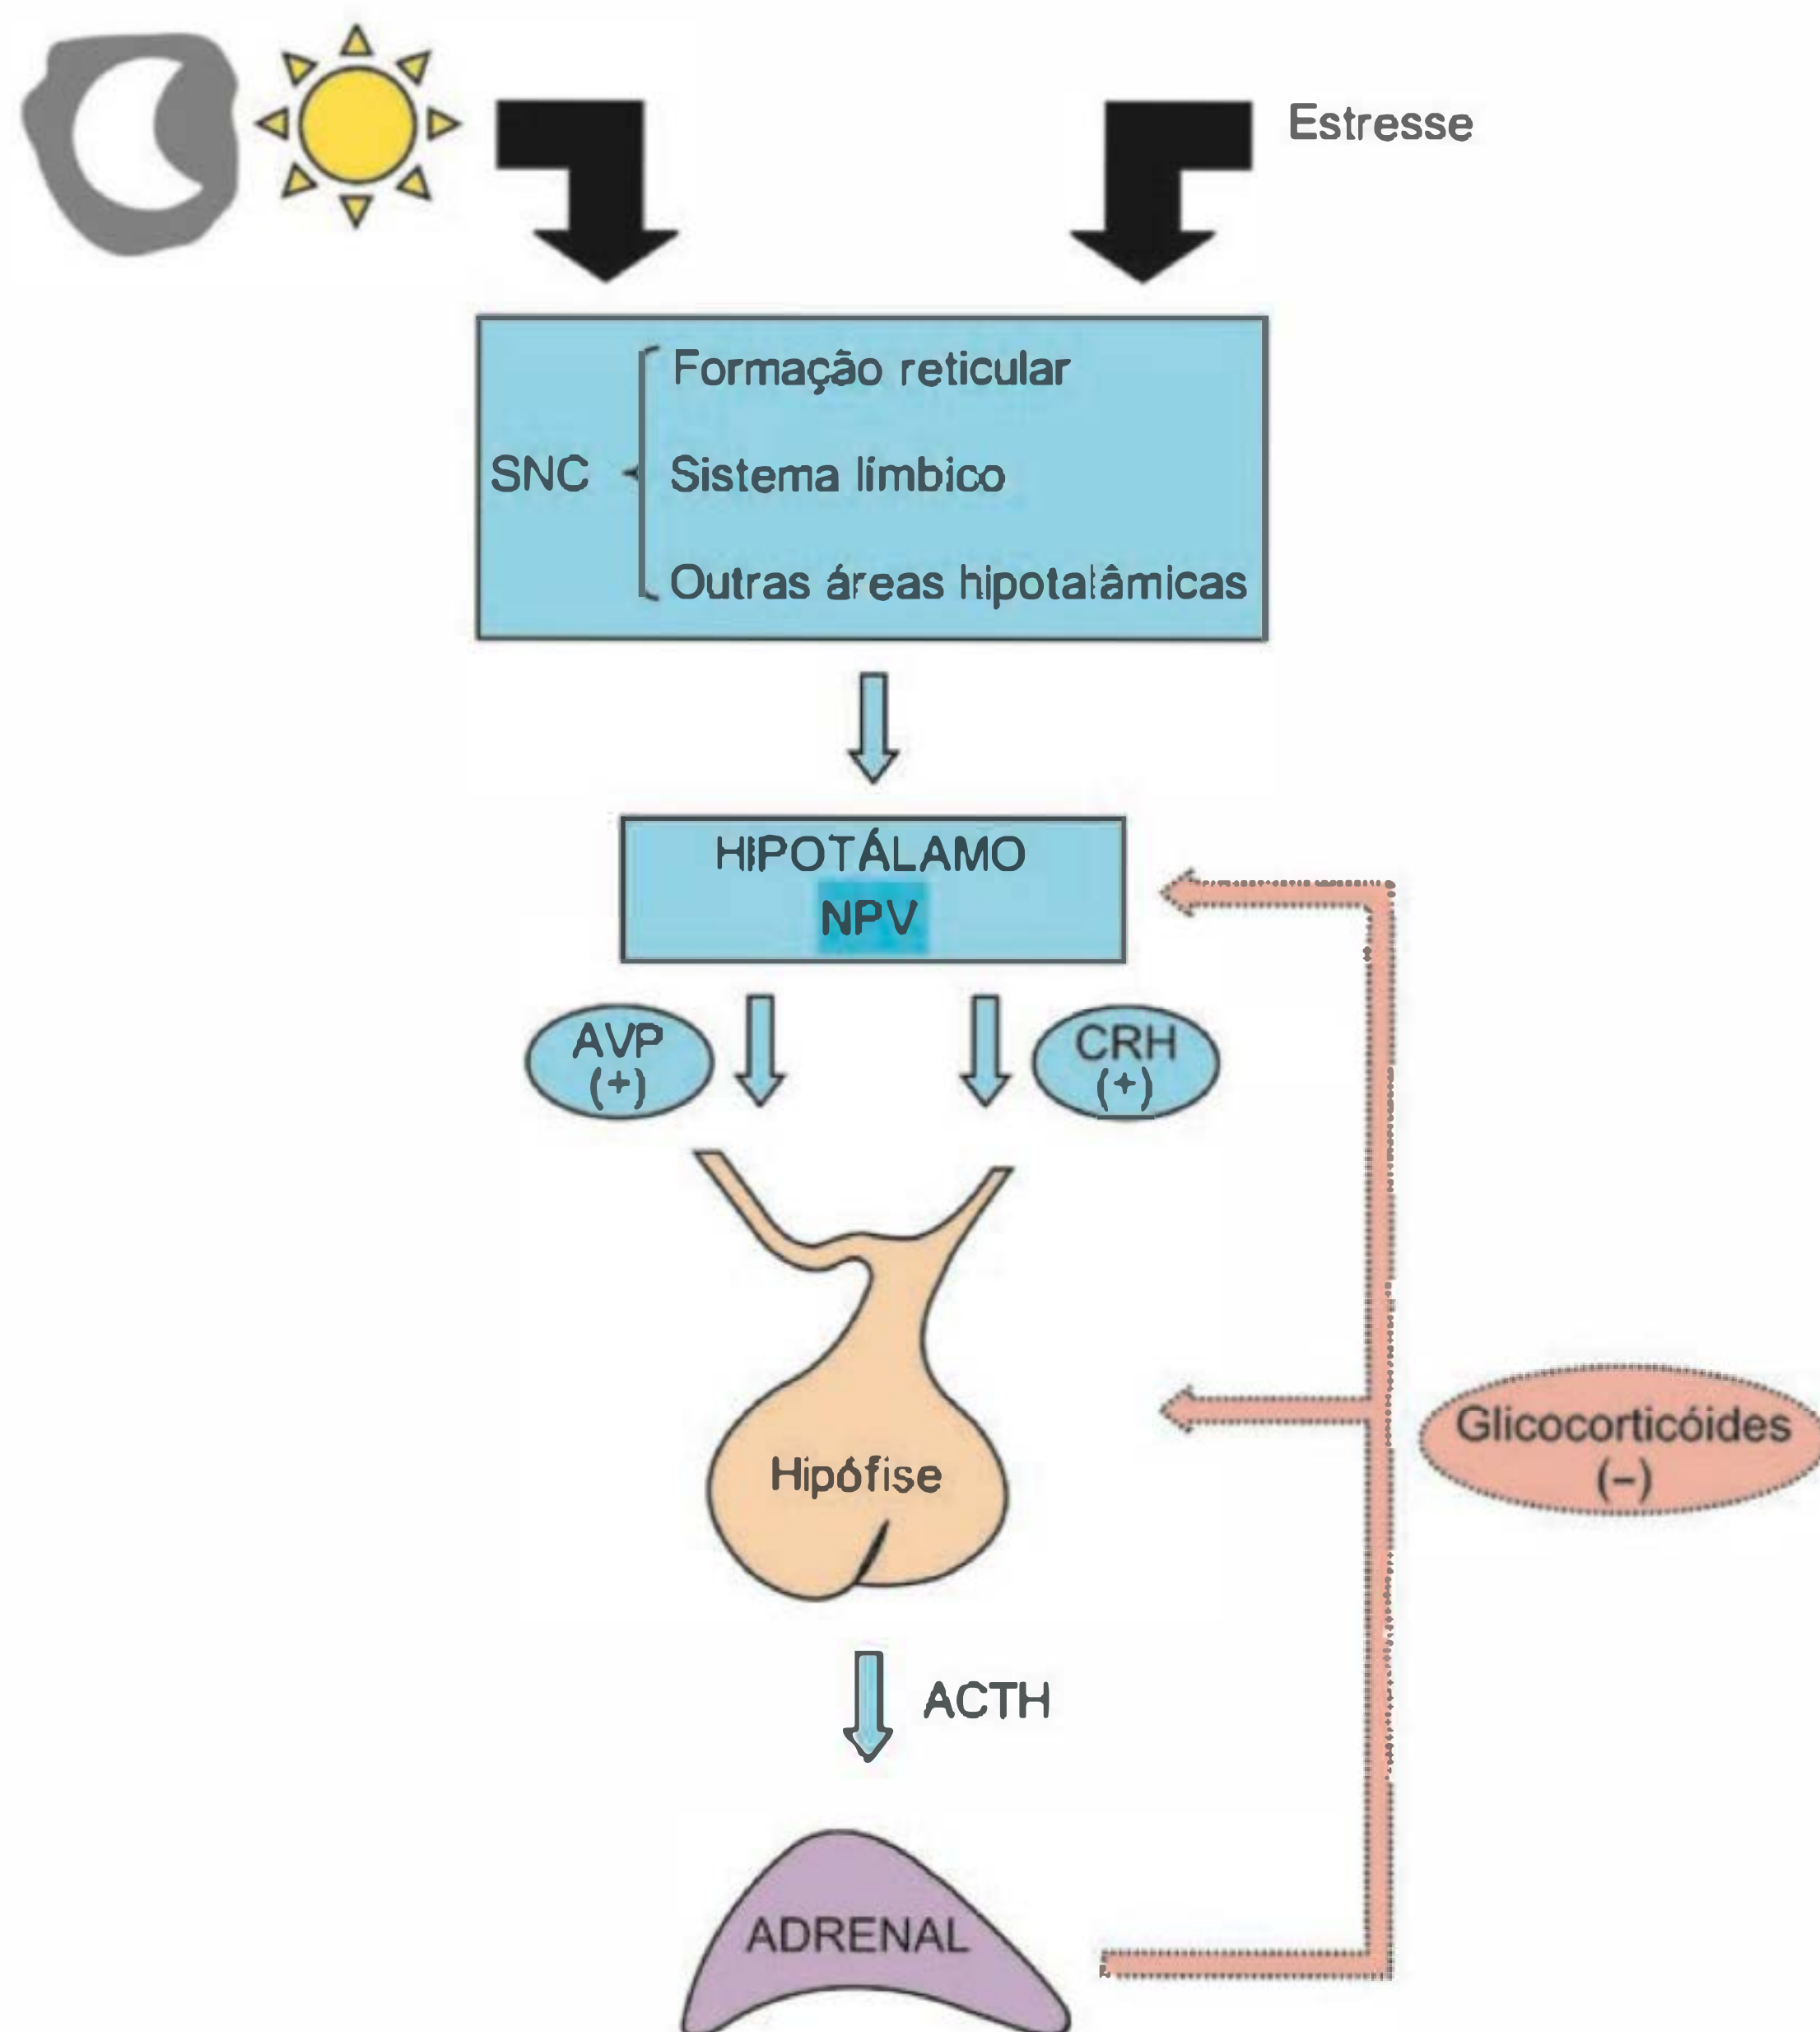 Estresse
Formação reticular
SNC
Sistema límbico
Outras áreas hipotalâmicas
HIPOTÁLAMO
NPV
AVP
(+)
CRH
(+)
Hipófise
Glicocorticóides
(–)
ACTH
ADRENAL